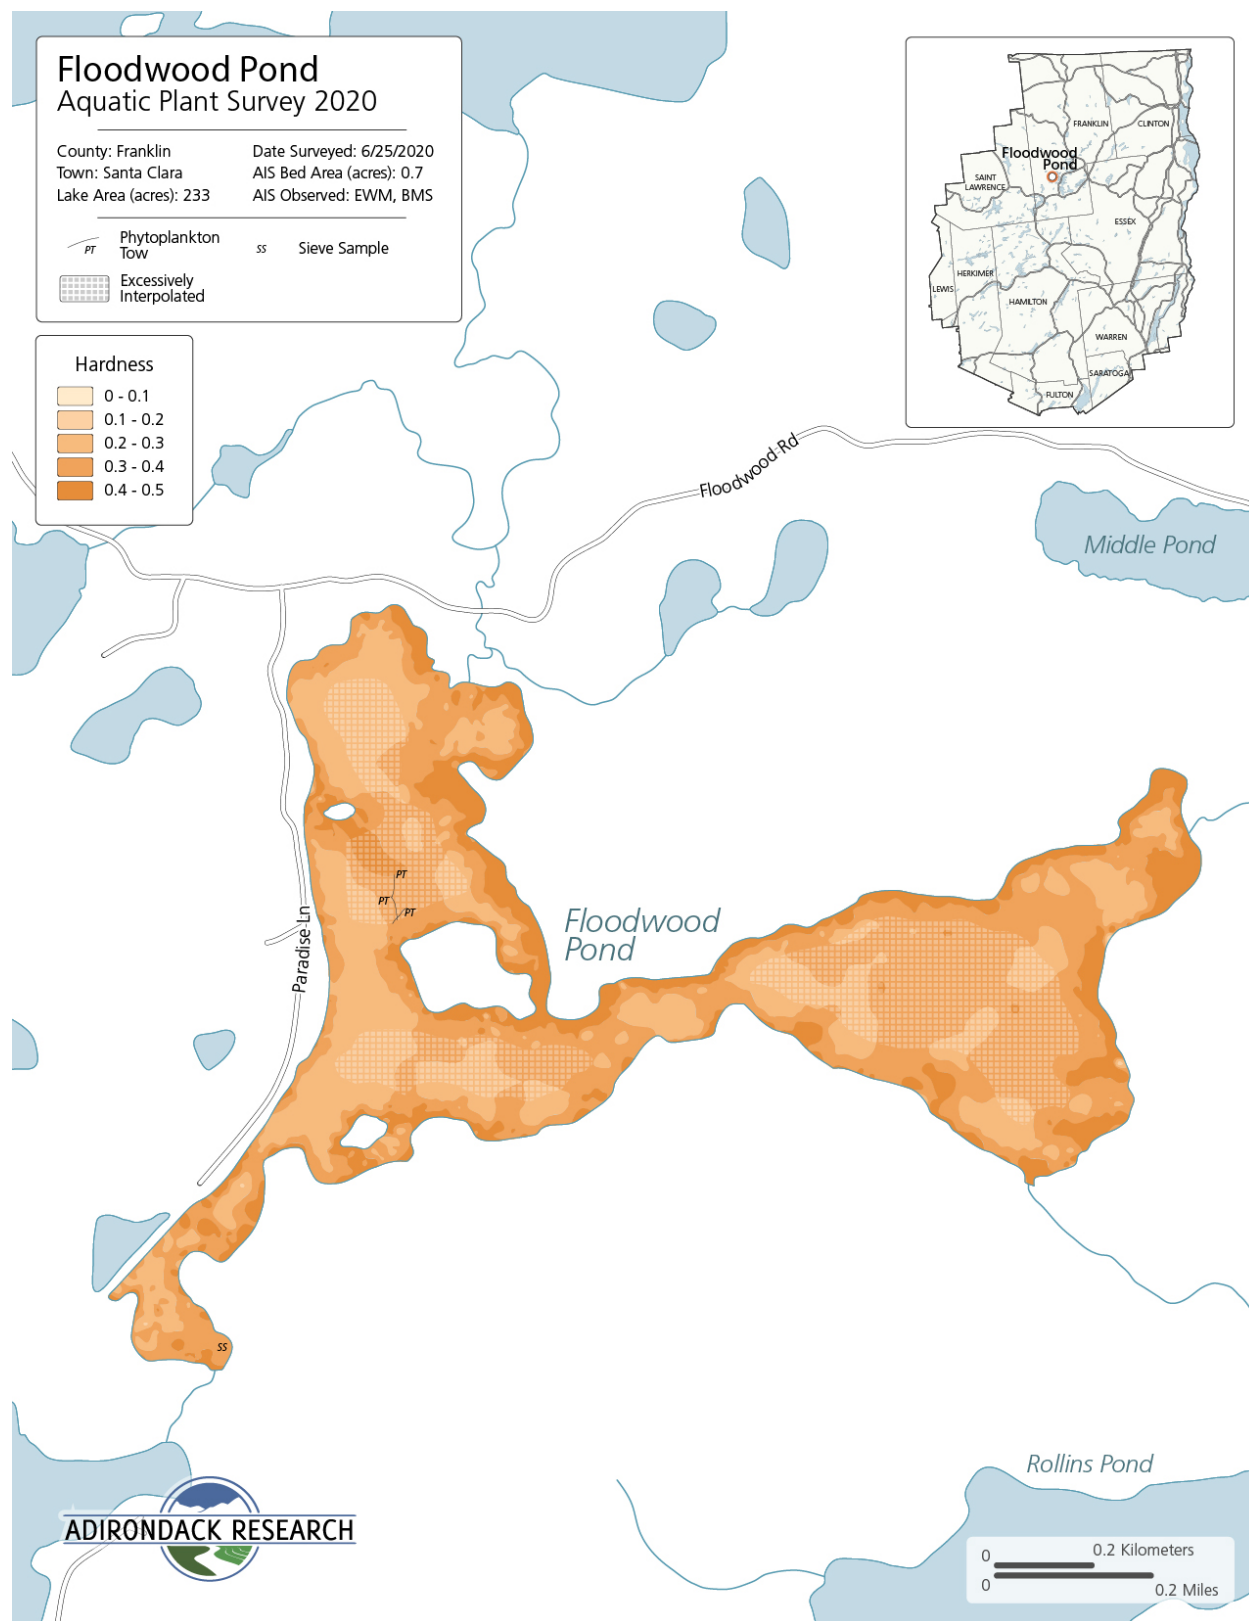 Floodwood Pond
Aquatic Plant Survey 2020
County: Franklin
Date Surveyed: 6/25/2020
Town: Santa Clara
AIS Bed Area (acres): 0.7
Lake Area (acres): 233
AIS Observed: EWM, BMS
PT
Phytoplankton
Tow
SS
Sieve Sample
Excessively
Interpolated
Hardness
0 - 0.1
0.1 - 0.2
0.2 - 0.3
0.3 - 0.4
0.4 - 0.5
FRANKLIN
CLINTON
Floodwood
Pond
SAINT
LAWRENCE
ESSEX
HERKIMER
LEWIS
HAMILTON
WARREN
SARATOGA
FULTON
Floodwood Rd
Middle Pond
PT
PT
PT
Paradise Ln
Floodwood
Pond
SS
Rollins Pond
ADIRONDACK RESEARCH
0
0.2 Kilometers
0
0.2 Miles